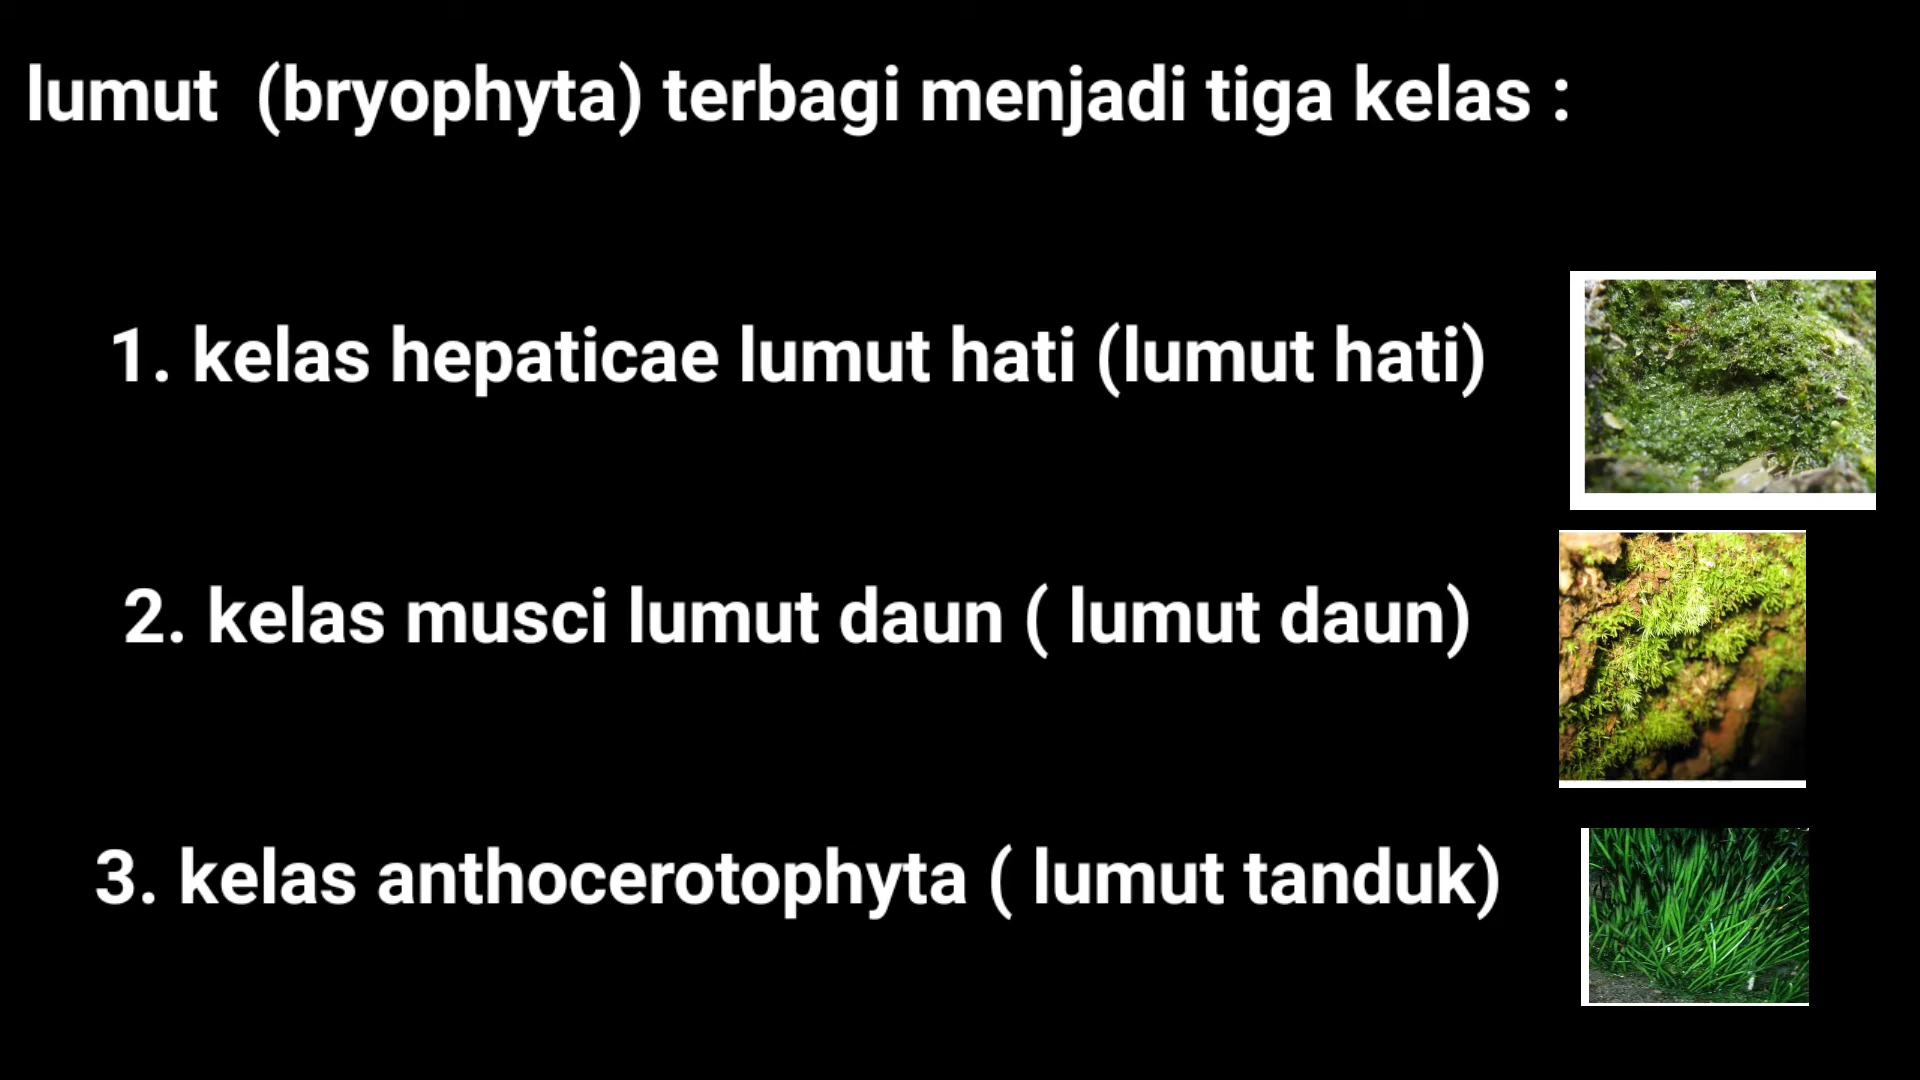 lumut (bryophyta) terbagi menjadi tiga kelas :
1. kelas hepaticae lumut hati (lumut hati)
2. kelas musci lumut daun ( lumut daun)
3. kelas anthocerotophyta ( lumut tanduk)